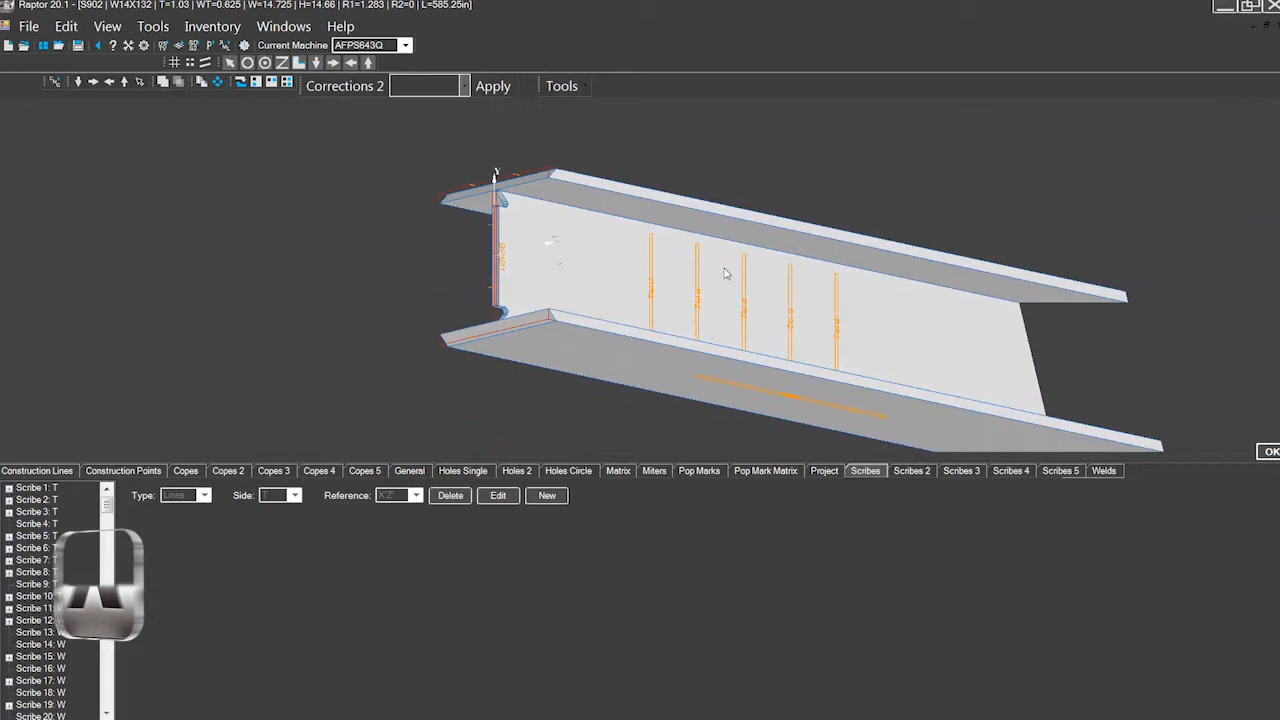 Raptor 20.1 - [S902 | W14X132 | T=1.03 | WT=0.625 | W=14.725 | H=14.66 | R1=1.283 | R2=0 | L=585.25in]
File Edit View Tools Inventory Windows Help
Current Machine AFPS643Q
Corrections 2 Apply Tools
Y
OK
Construction Lines Construction Points Copes Copes 2 Copes 3 Copes 4 Copes 5 General Holes Single Holes 2 Holes Circle Matrix Miters Pop Marks Pop Mark Matrix Project Scribes Scribes 2 Scribes 3 Scribes 4 Scribes 5 Welds
Type: Lines Side: T Reference: X'Z' Delete Edit New
Scribe 1: T
Scribe 2: T
Scribe 3: T
Scribe 4: T
Scribe 5: T
Scribe 6: T
Scribe 7: T
Scribe 8: T
Scribe 9: T
Scribe 10:
Scribe 11:
Scribe 12:
Scribe 13: W
Scribe 14: W
Scribe 15: W
Scribe 16: W
Scribe 17: W
Scribe 18: W
Scribe 19: W
Scribe 20: W